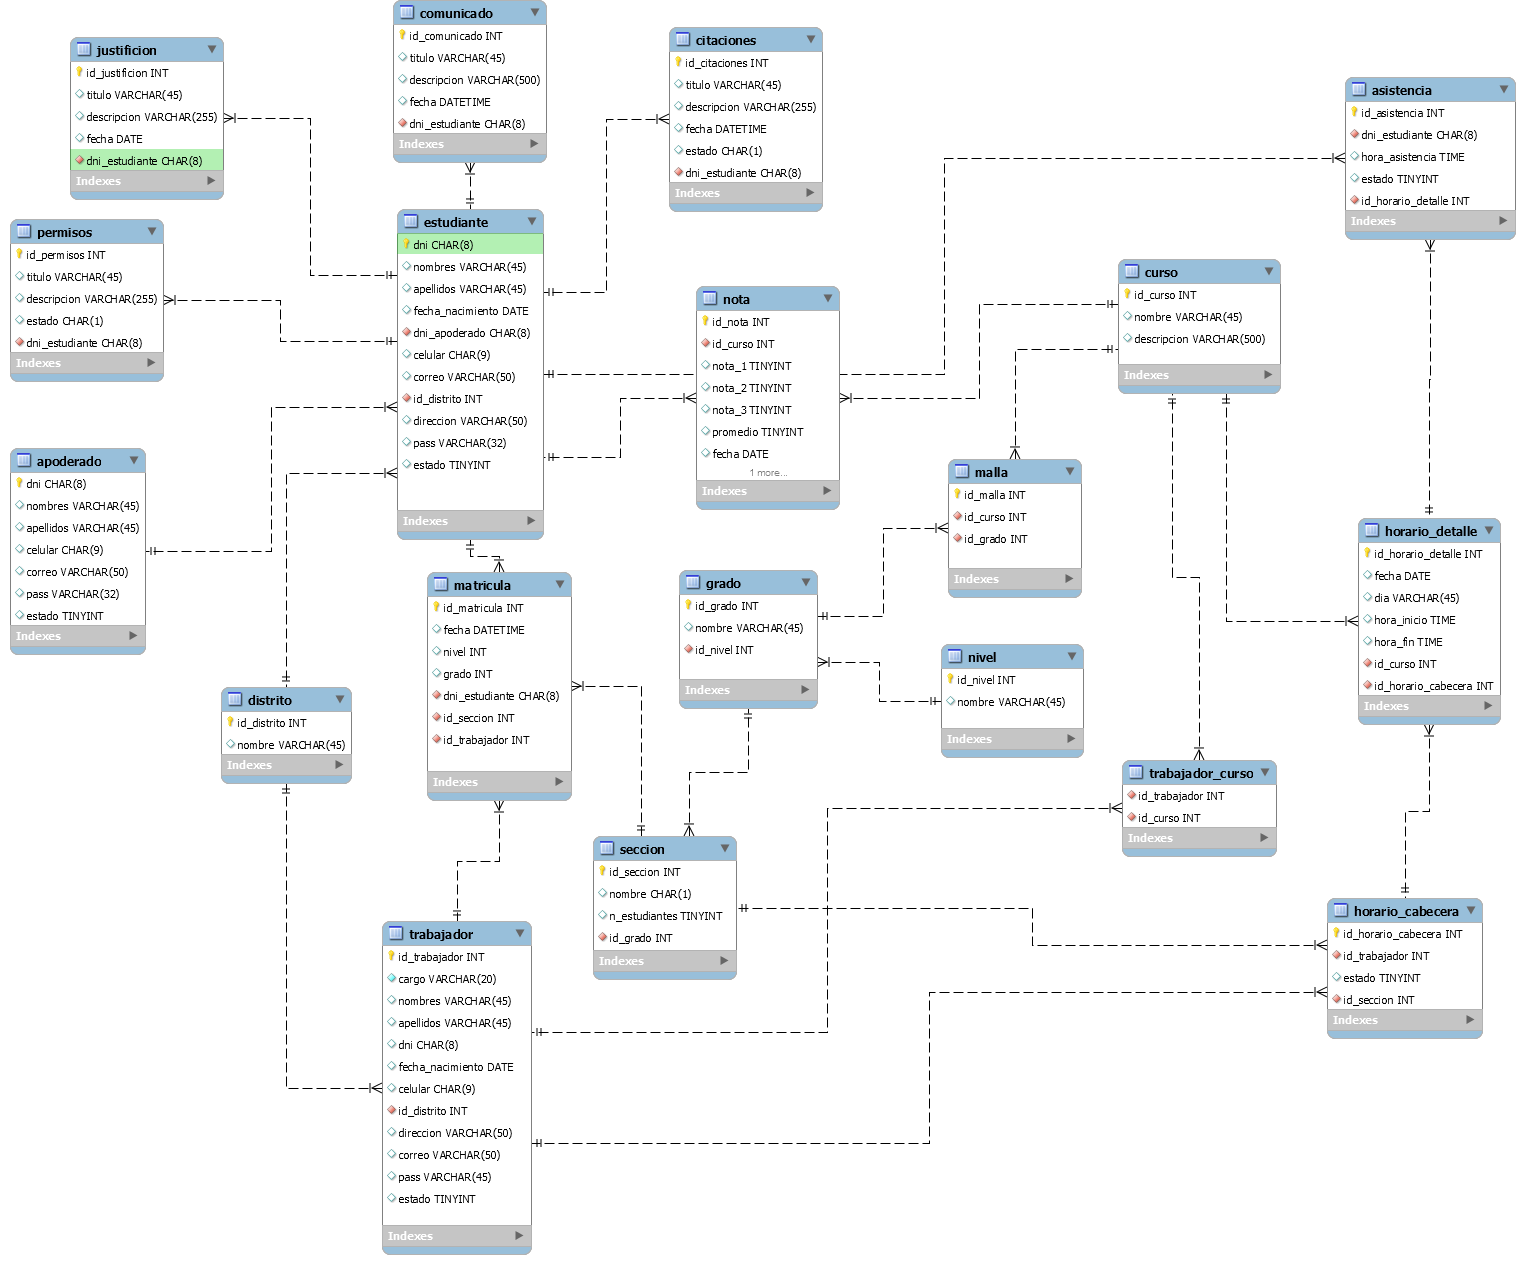 comunicado
id_comunicado INT
titulo VARCHAR(45)
descripcion VARCHAR(500)
fecha DATETIME
dni_estudiante CHAR(8)
Indexes
justificion
id_justificion INT
titulo VARCHAR(45)
descripcion VARCHAR(255)
fecha DATE
dni_estudiante CHAR(8)
Indexes
citaciones
id_citaciones INT
titulo VARCHAR(45)
descripcion VARCHAR(255)
fecha DATETIME
estado CHAR(1)
dni_estudiante CHAR(8)
Indexes
asistencia
id_asistencia INT
dni_estudiante CHAR(8)
hora_asistencia TIME
estado TINYINT
id_horario_detalle INT
Indexes
permisos
id_permisos INT
titulo VARCHAR(45)
descripcion VARCHAR(255)
estado CHAR(1)
dni_estudiante CHAR(8)
Indexes
estudiante
dni CHAR(8)
nombres VARCHAR(45)
apellidos VARCHAR(45)
fecha_nacimiento DATE
dni_apoderado CHAR(8)
celular CHAR(9)
correo VARCHAR(50)
id_distrito INT
direccion VARCHAR(50)
pass VARCHAR(32)
estado TINYINT
Indexes
nota
id_nota INT
id_curso INT
nota_1 TINYINT
nota_2 TINYINT
nota_3 TINYINT
promedio TINYINT
fecha DATE
1 more...
Indexes
curso
id_curso INT
nombre VARCHAR(45)
descripcion VARCHAR(500)
Indexes
apoderado
dni CHAR(8)
nombres VARCHAR(45)
apellidos VARCHAR(45)
celular CHAR(9)
correo VARCHAR(50)
pass VARCHAR(32)
estado TINYINT
Indexes
malla
id_malla INT
id_curso INT
id_grado INT
Indexes
horario_detalle
id_horario_detalle INT
fecha DATE
dia VARCHAR(45)
hora_inicio TIME
hora_fin TIME
id_curso INT
id_horario_cabecera INT
Indexes
matricula
id_matricula INT
fecha DATETIME
nivel INT
grado INT
dni_estudiante CHAR(8)
id_seccion INT
id_trabajador INT
Indexes
grado
id_grado INT
nombre VARCHAR(45)
id_nivel INT
Indexes
nivel
id_nivel INT
nombre VARCHAR(45)
Indexes
distrito
id_distrito INT
nombre VARCHAR(45)
Indexes
trabajador_curso
id_trabajador INT
id_curso INT
Indexes
seccion
id_seccion INT
nombre CHAR(1)
n_estudiantes TINYINT
id_grado INT
Indexes
horario_cabecera
id_horario_cabecera INT
id_trabajador INT
estado TINYINT
id_seccion INT
Indexes
trabajador
id_trabajador INT
cargo VARCHAR(20)
nombres VARCHAR(45)
apellidos VARCHAR(45)
dni CHAR(8)
fecha_nacimiento DATE
celular CHAR(9)
id_distrito INT
direccion VARCHAR(50)
correo VARCHAR(50)
pass VARCHAR(45)
estado TINYINT
Indexes